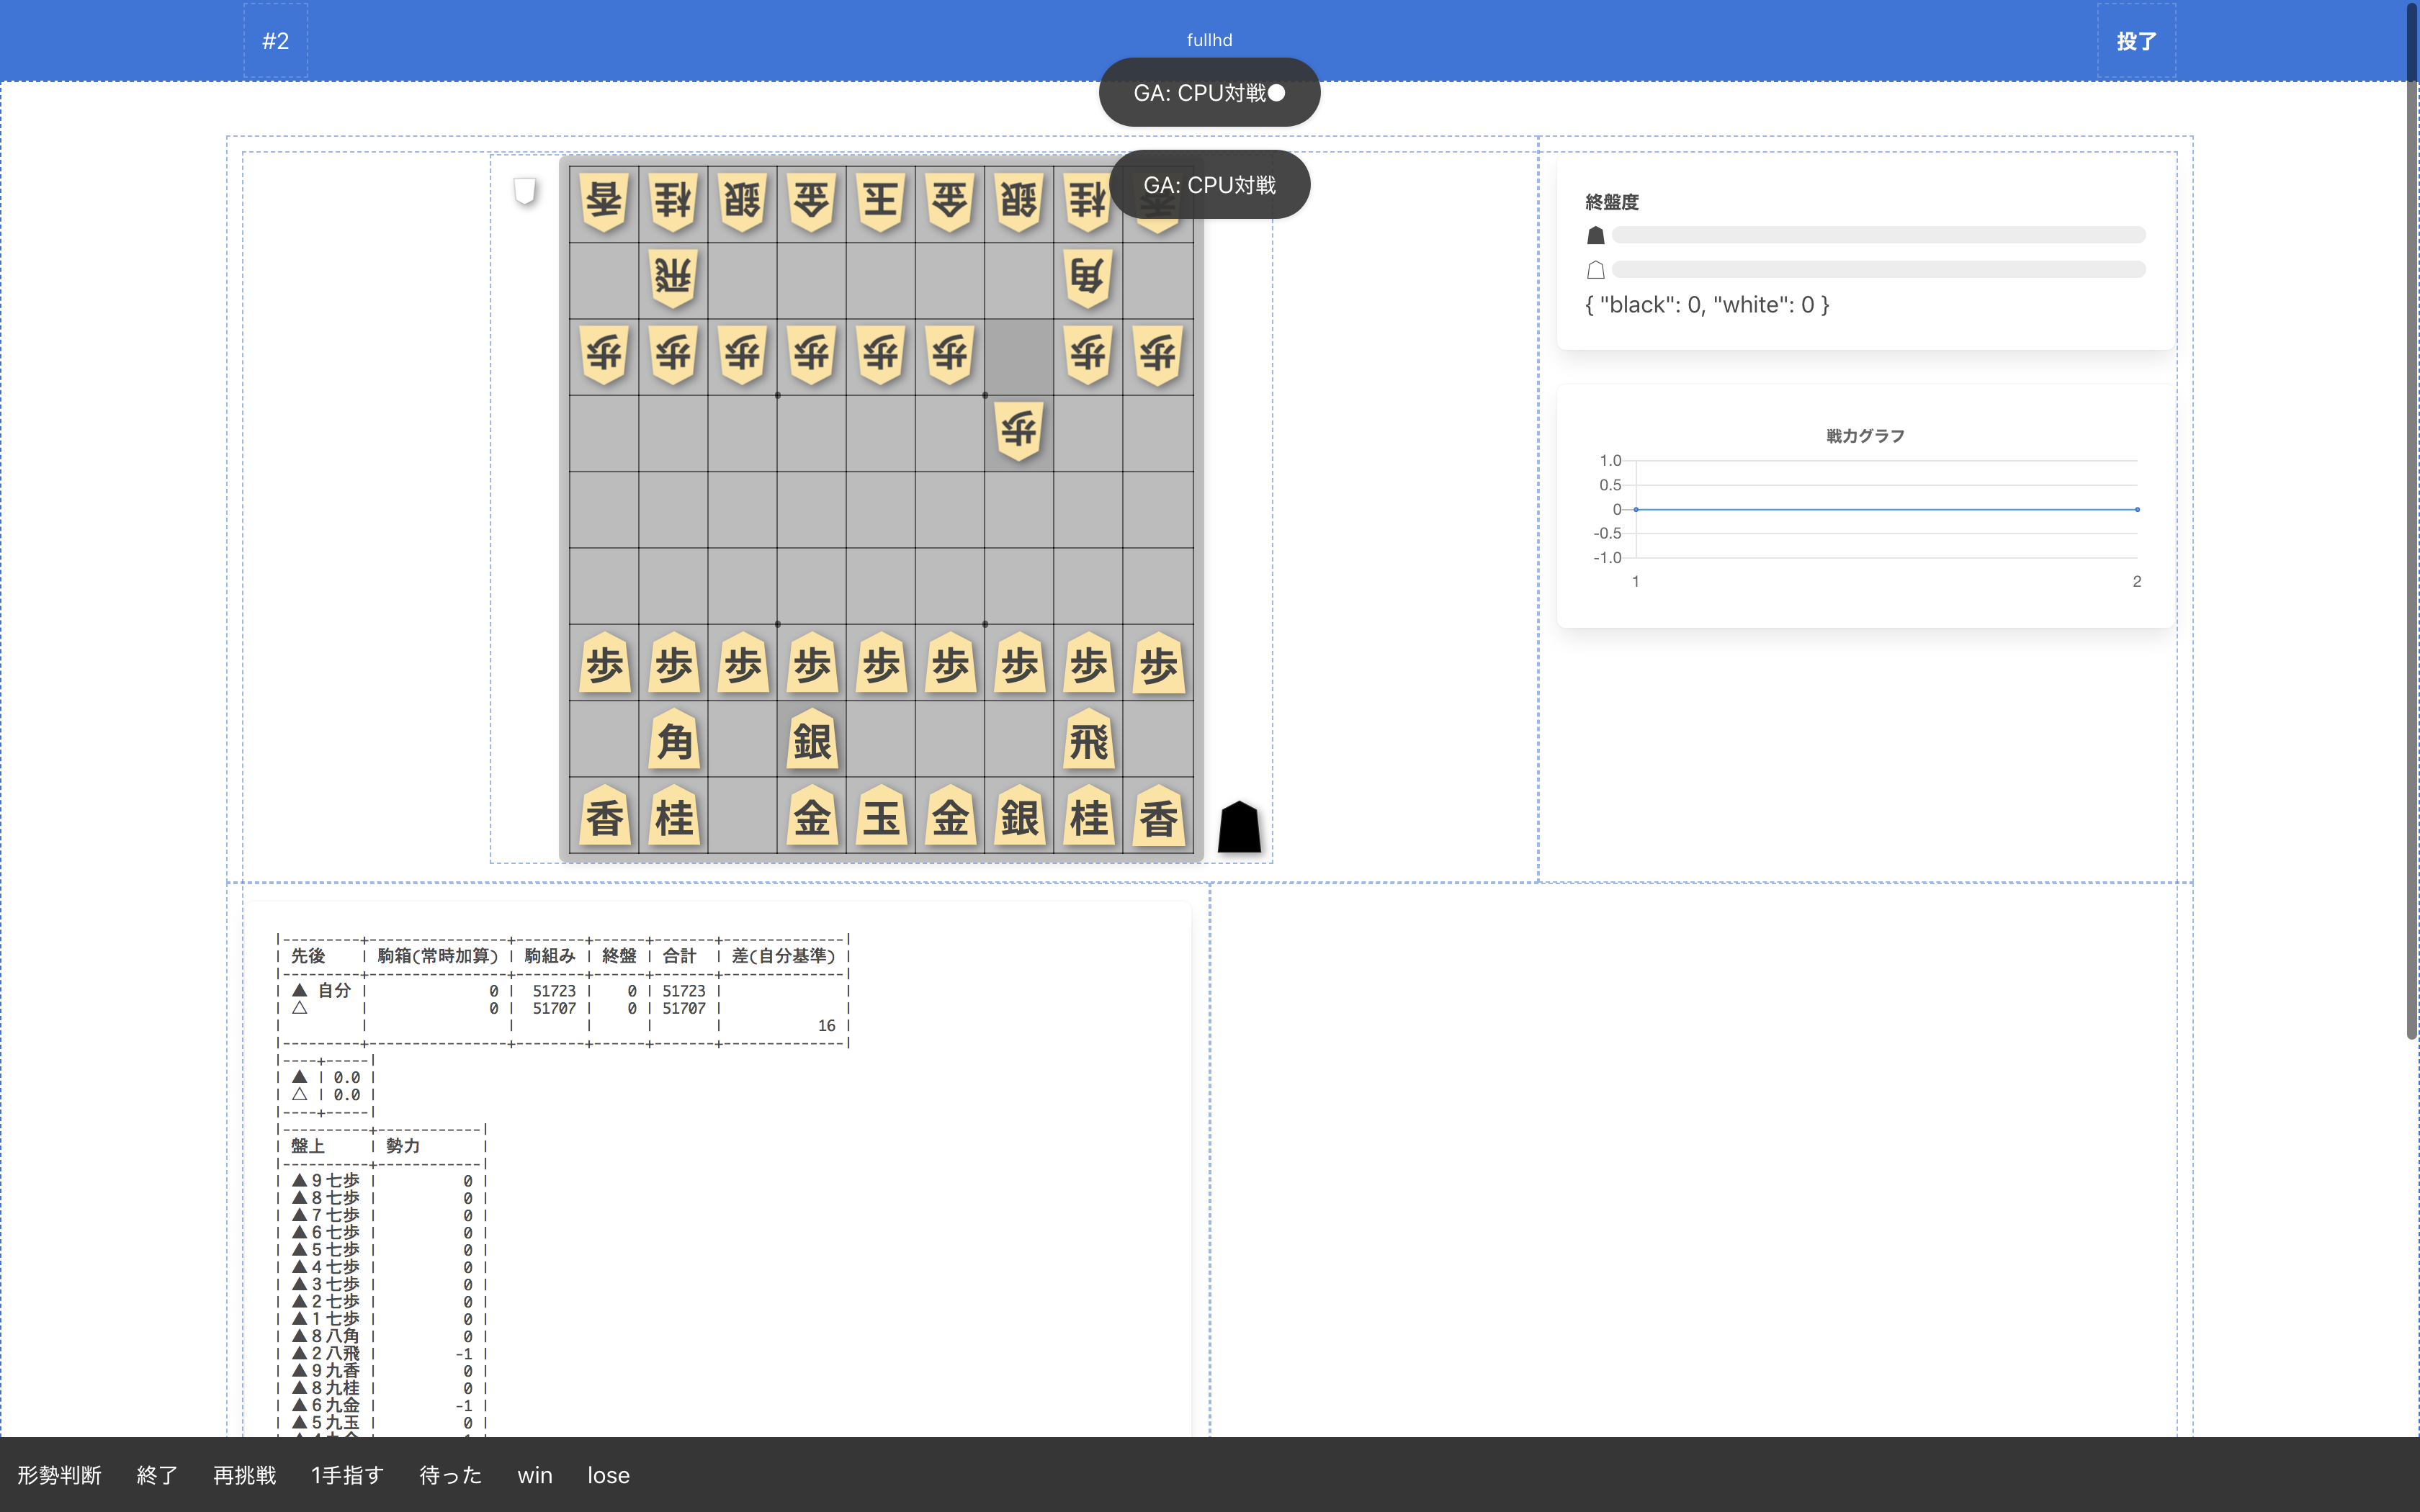 #2
fullhd
投了
GA: CPU対戦●
GA: CPU対戦
香 桂 銀 金 玉 金 銀 桂
飛 角
歩 歩 歩 歩 歩 歩 歩 歩
歩
歩 歩 歩 歩 歩 歩 歩 歩 歩
角 銀 飛
香 桂 金 玉 金 銀 桂 香
終盤度
{ "black": 0, "white": 0 }
戦力グラフ
1.0
0.5
0
-0.5
-1.0
1 2
|---------+----------------+--------+------+-------+--------------|
| 先後 | 駒箱(常時加算) | 駒組み | 終盤 | 合計 | 差(自分基準) |
|---------+----------------+--------+------+-------+--------------|
| ▲ 自分 | 0 | 51723 | 0 | 51723 | |
| △ | 0 | 51707 | 0 | 51707 | |
| | | | | | 16 |
|---------+----------------+--------+------+-------+--------------|
|----+-----|
| ▲ | 0.0 |
| △ | 0.0 |
|----+-----|
|----------+------------|
| 盤上 | 勢力 |
|----------+------------|
| ▲9七歩 | 0 |
| ▲8七歩 | 0 |
| ▲7七歩 | 0 |
| ▲6七歩 | 0 |
| ▲5七歩 | 0 |
| ▲4七歩 | 0 |
| ▲3七歩 | 0 |
| ▲2七歩 | 0 |
| ▲1七歩 | 0 |
| ▲8八角 | 0 |
| ▲2八飛 | -1 |
| ▲9九香 | 0 |
| ▲8九桂 | 0 |
| ▲6九金 | -1 |
| ▲5九玉 | 0 |
形勢判断 終了 再挑戦 1手指す 待った win lose